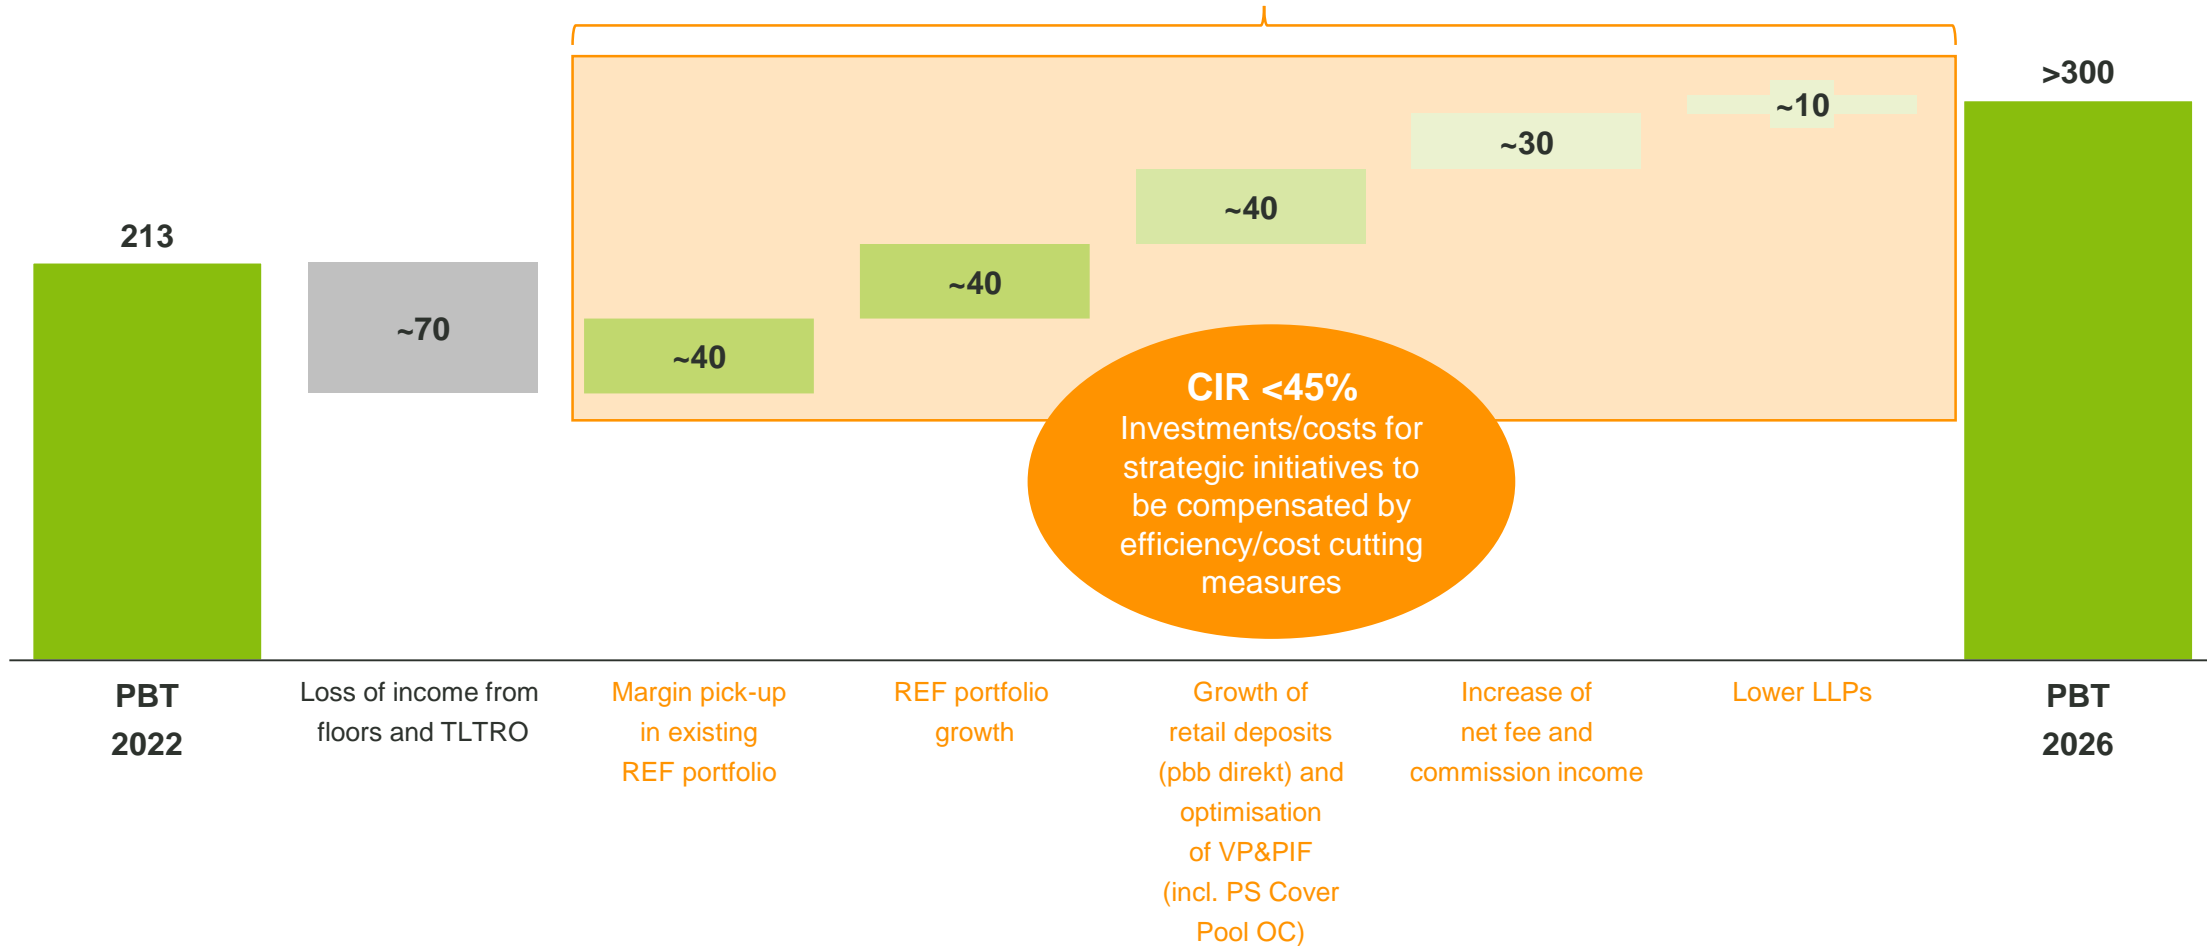 213
~70
~40
~40
~40
~30
~10
>300
CIR <45%
Investments/costs for
strategic initiatives to
be compensated by
efficiency/cost cutting
measures
PBT
2022
Loss of income from
floors and TLTRO
Margin pick-up
in existing
REF portfolio
REF portfolio
growth
Growth of
retail deposits
(pbb direkt) and
optimisation
of VP&PIF
(incl. PS Cover
Pool OC)
Increase of
net fee and
commission income
Lower LLPs
PBT
2026